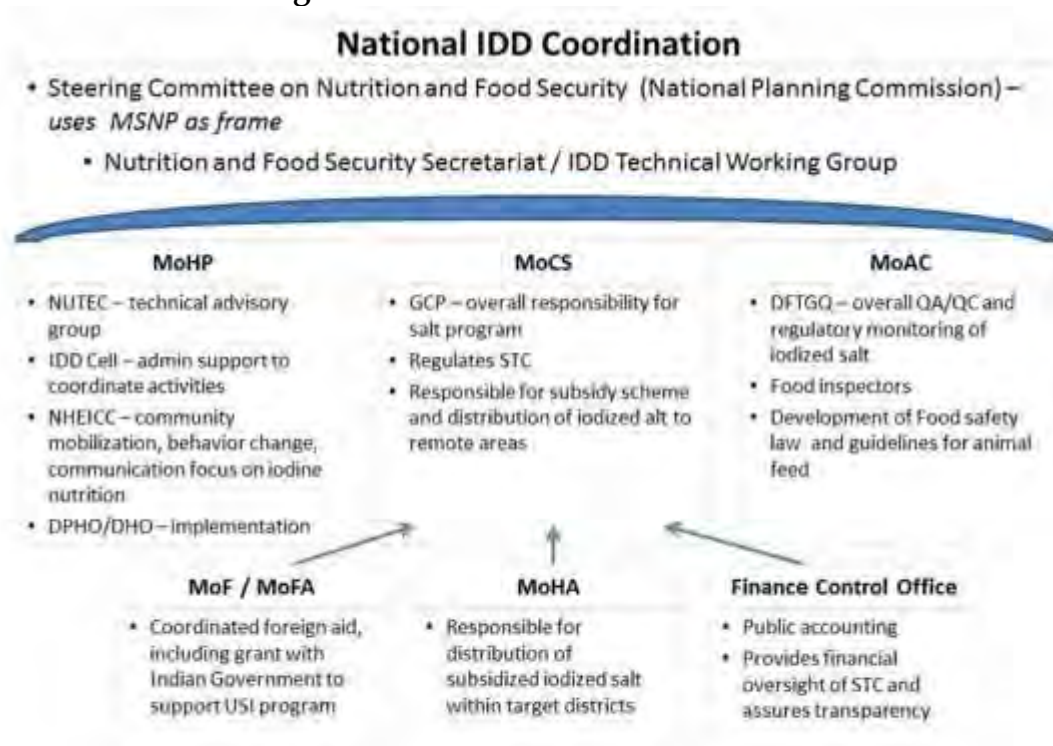 National IDD Coordination
• Steering Committee on Nutrition and Food Security (National Planning Commission) –
uses MSNP as frame
• Nutrition and Food Security Secretariat / IDD Technical Working Group
MoHP
• NUTEC – technical advisory
group
• IDD Cell – admin support to
coordinate activities
• NHEICC – community
mobilization, behavior change,
communication focus on iodine
nutrition
• DPHO/DHO – implementation
MoCS
• GCP – overall responsibility for
salt program
• Regulates STC
• Responsible for subsidy scheme
and distribution of iodized alt to
remote areas
MoAC
• DFTGQ – overall QA/QC and
regulatory monitoring of
iodized salt
• Food inspectors
• Development of Food safety
law and guidelines for animal
feed
MoF / MoFA
• Coordinated foreign aid,
including grant with
Indian Government to
support USI program
MoHA
• Responsible for
distribution of
subsidized iodized salt
within target districts
Finance Control Office
• Public accounting
• Provides financial
oversight of STC and
assures transparency